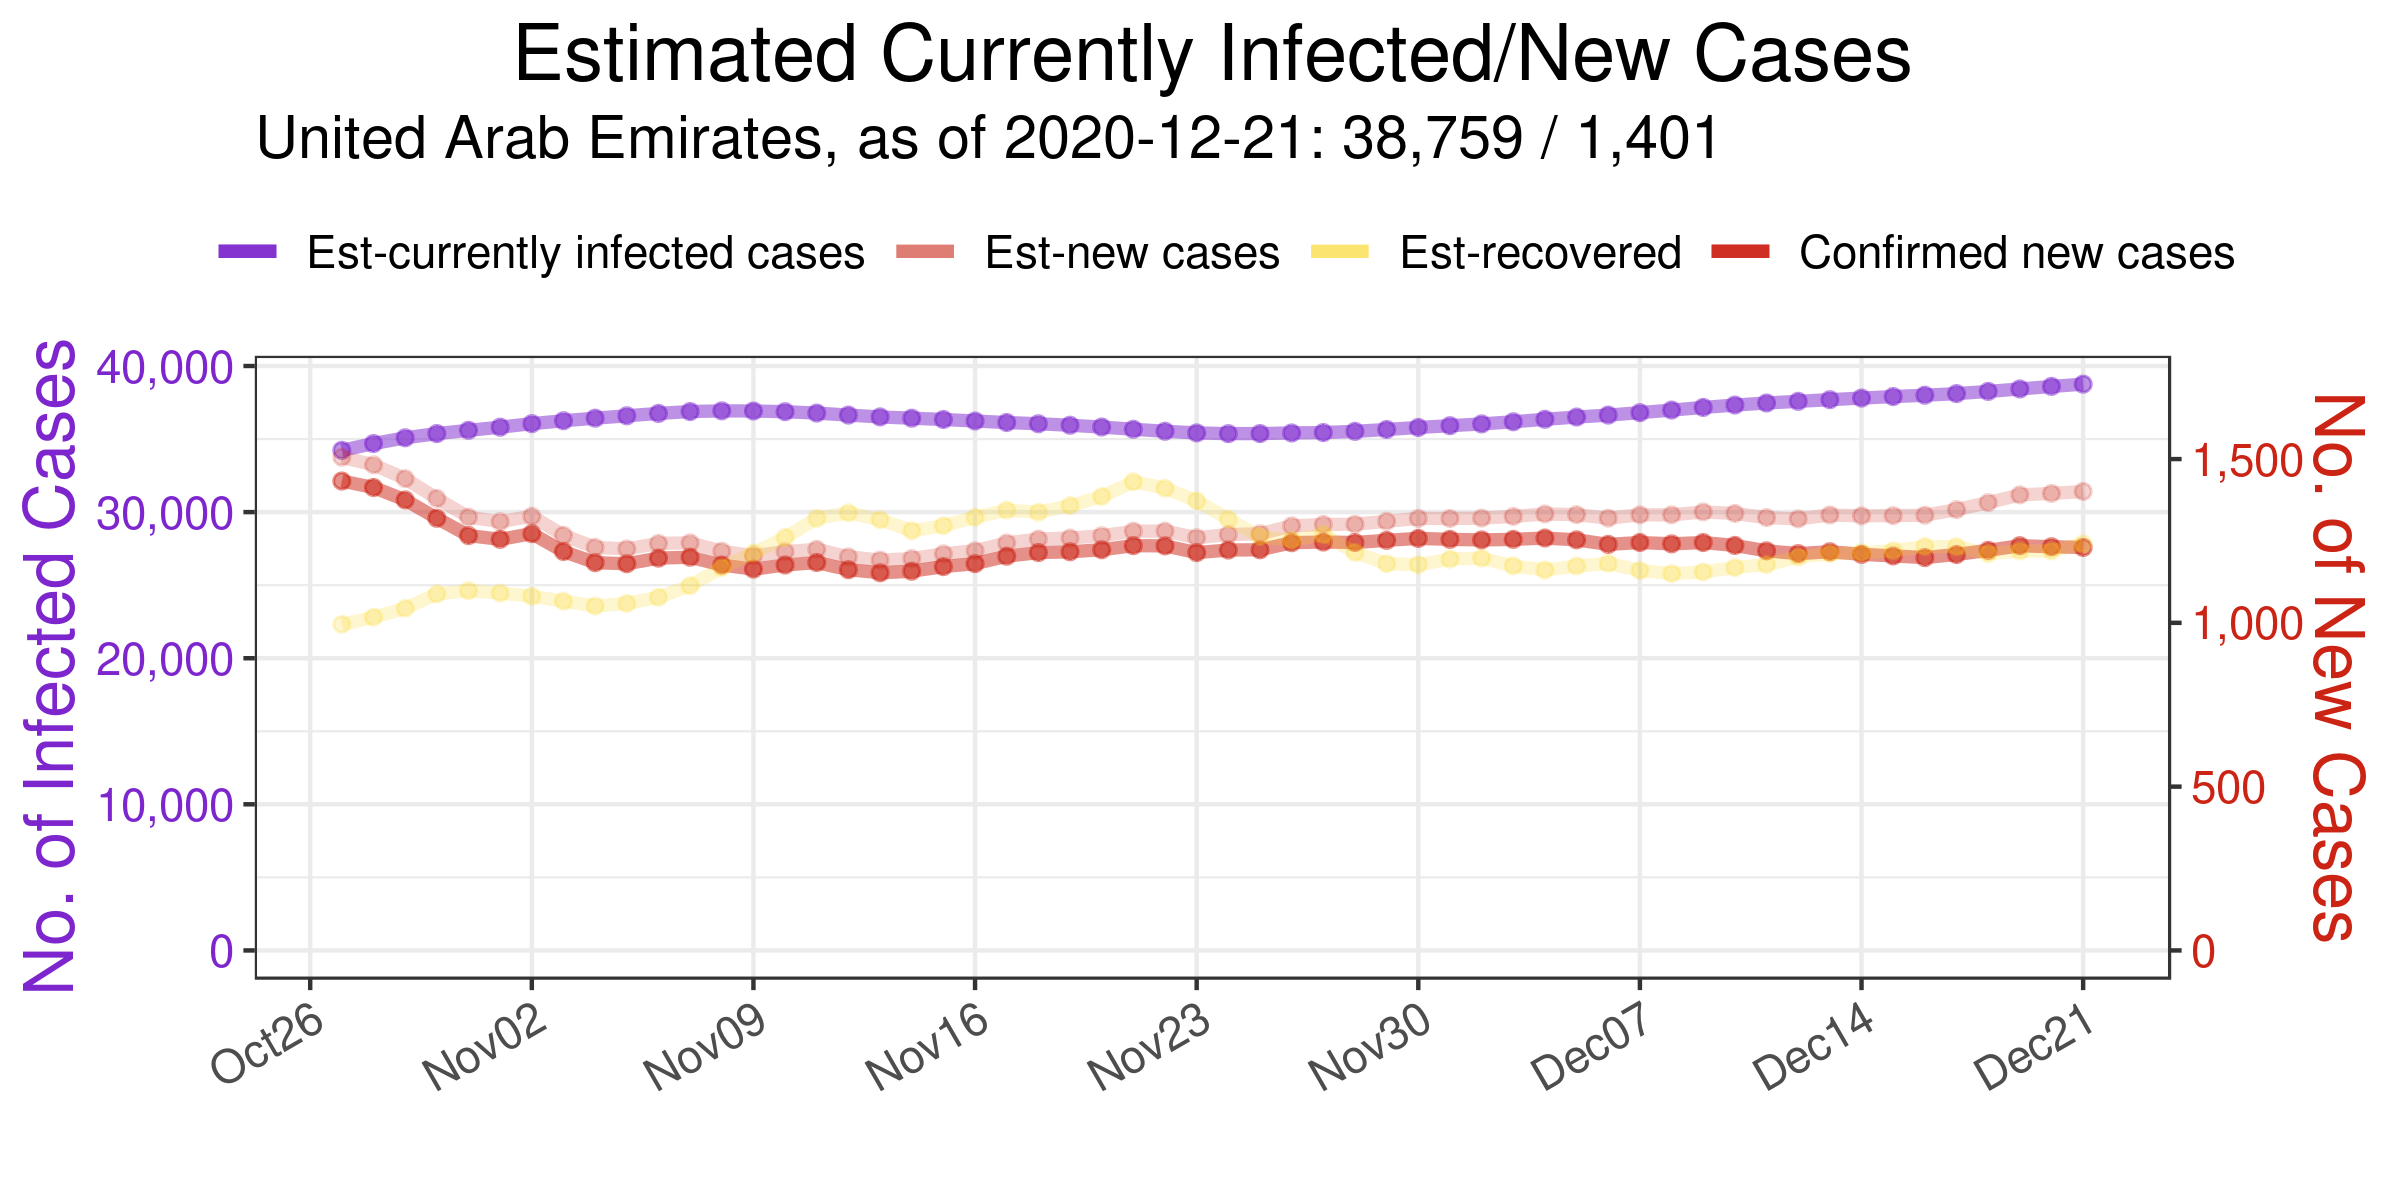 Estimated Currently Infected/New Cases
United Arab Emirates, as of 2020-12-21: 38,759 / 1,401
Est-currently infected cases Est-new cases Est-recovered Confirmed new cases
No. of Infected Cases
40,000
30,000
20,000
10,000
0
1,500
1,000
500
0
No. of New Cases
Oct26 Nov02 Nov09 Nov16 Nov23 Nov30 Dec07 Dec14 Dec21